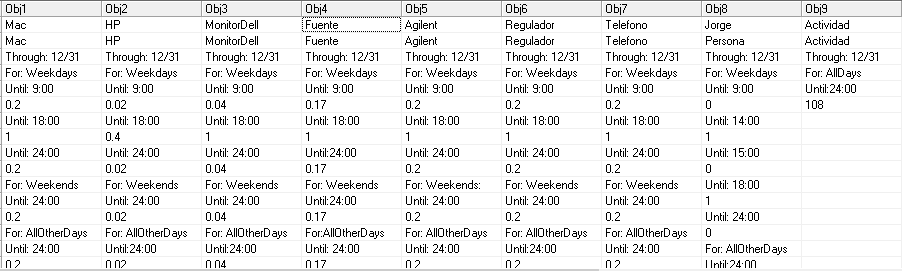 Obj1 Obj2 Obj3 Obj4 Obj5 Obj6 Obj7 Obj8 Obj9
Mac HP MonitorDell Fuente Agilent Regulador Telefono Jorge Actividad
Mac HP MonitorDell Fuente Agilent Regulador Telefono Persona Actividad
Through: 12/31 Through: 12/31 Through: 12/31 Through: 12/31 Through: 12/31 Through: 12/31 Through: 12/31 Through: 12/31 Through: 12/31
For: Weekdays For: Weekdays For: Weekdays For: Weekdays For: Weekdays For: Weekdays For: Weekdays For: Weekdays For: AllDays
Until: 9:00 Until: 9:00 Until: 9:00 Until: 9:00 Until: 9:00 Until: 9:00 Until: 9:00 Until: 9:00 Until:24:00
0.2 0.02 0.04 0.17 0.2 0.2 0.2 0 108
Until: 18:00 Until: 18:00 Until: 18:00 Until: 18:00 Until: 18:00 Until: 18:00 Until: 18:00 Until: 14:00
1 0.4 1 1 1 1 1 1
Until: 24:00 Until: 24:00 Until: 24:00 Until:24:00 Until: 24:00 Until: 24:00 Until: 24:00 Until: 15:00
0.2 0.02 0.04 0.17 0.2 0.2 0.2 0
For: Weekends For: Weekends For: Weekends For: Weekends For: Weekends: For: Weekends For: Weekends Until: 18:00
Until: 24:00 Until: 24:00 Until: 24:00 Until:24:00 Until: 24:00 Until: 24:00 Until: 24:00 1
0.2 0.02 0.04 0.17 0.2 0.2 0.2 Until: 24:00
For: AllOtherDays For: AllOtherDays For: AllOtherDays For:AllOtherDays For: AllOtherDays For: AllOtherDays For: AllOtherDays 0
Until: 24:00 Until:24:00 Until:24:00 Until: 24:00 Until: 24:00 Until: 24:00 Until: 24:00 For: AllOtherDays
0.2 0.02 0.04 0.17 0.2 0.2 0.2 Until:24:00